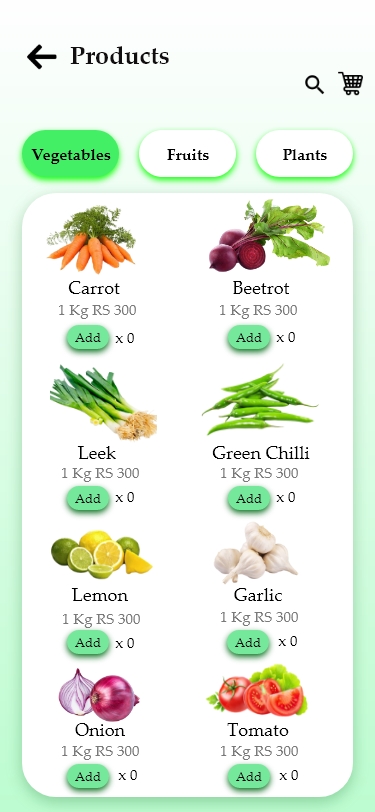 Products
Vegetables Fruits Plants
Carrot Beetrot
1 Kg RS 300 1 Kg RS 300
Add x 0 Add x 0
Leek Green Chilli
1 Kg RS 300 1 Kg RS 300
Add x 0 Add x 0
Lemon Garlic
1 Kg RS 300 1 Kg RS 300
Add x 0 Add x 0
Onion Tomato
1 Kg RS 300 1 Kg RS 300
Add x 0 Add x 0